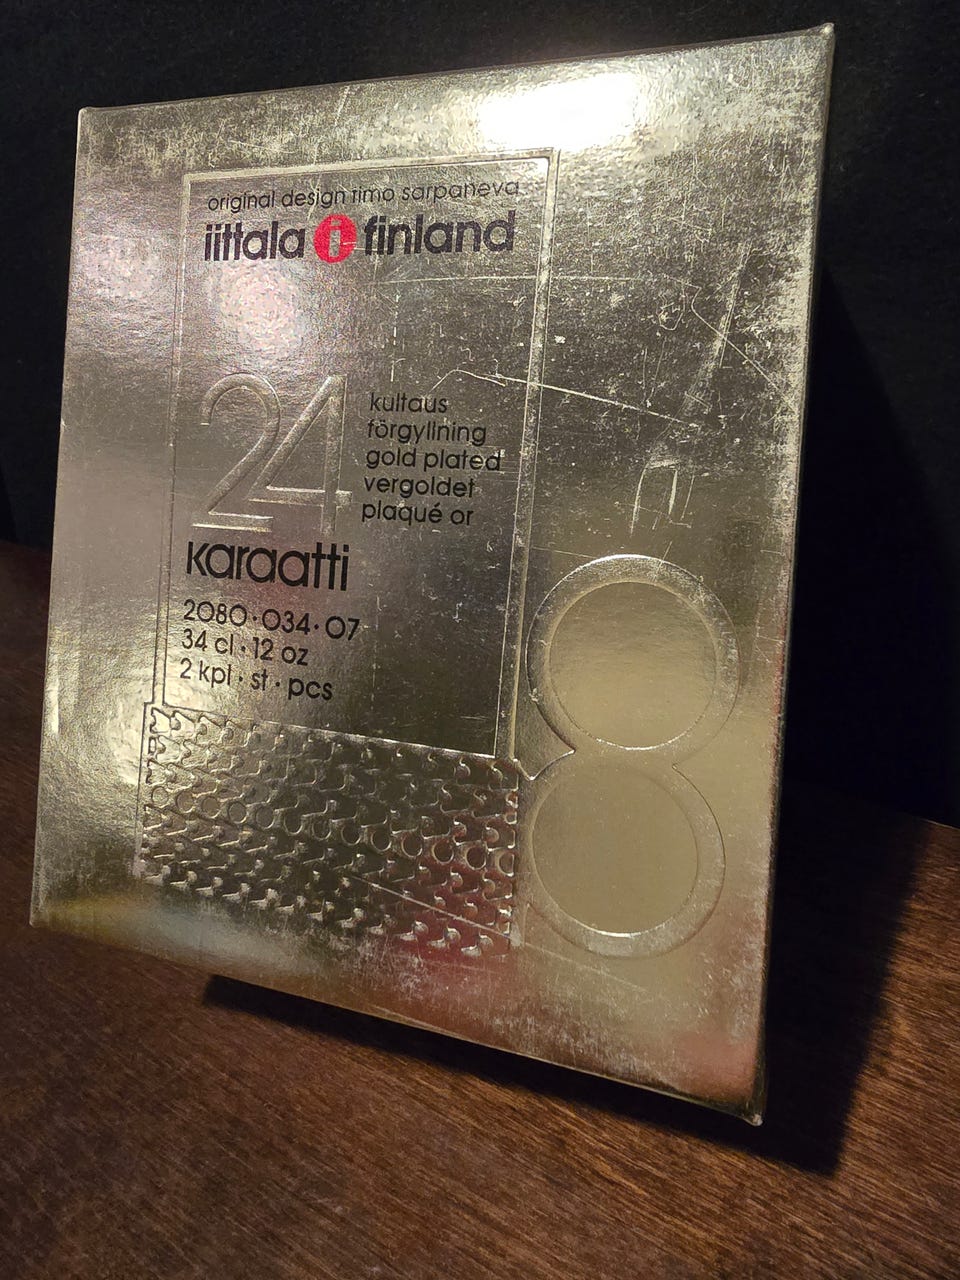 original design timo sarpaneva
iittala i finland
24
kultaus
förgyllning
gold plated
vergoldet
plaqué or
karaatti
2080·034·07
34 cl·12 oz
2 kpl·st·pcs